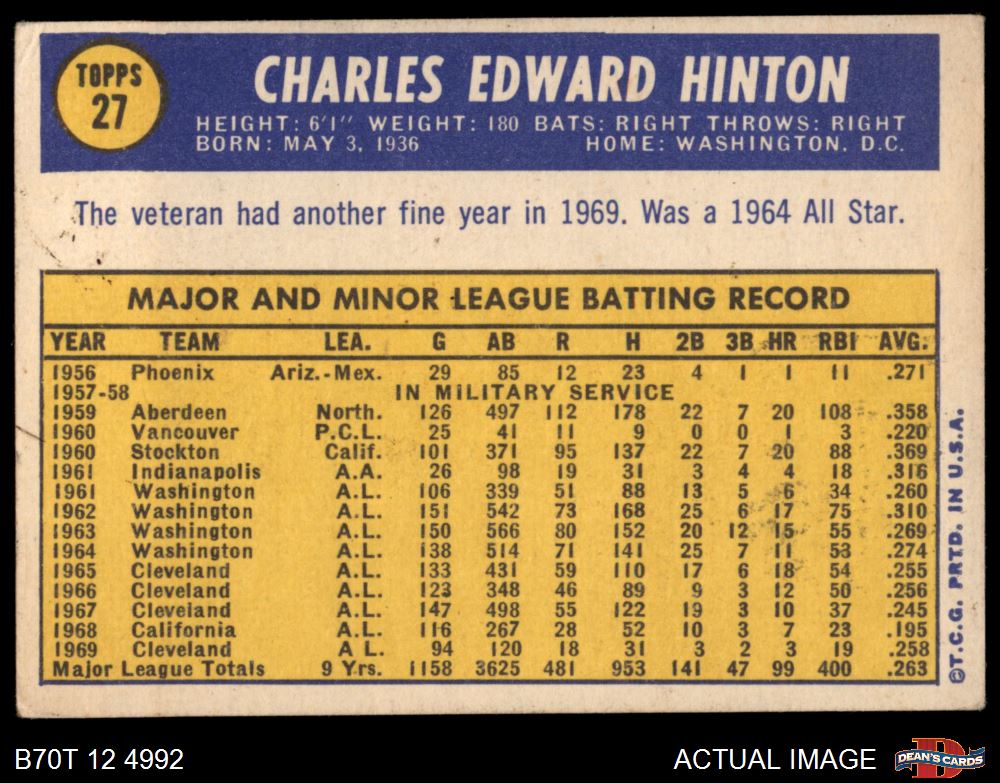 TOPPS
27
CHARLES EDWARD HINTON
HEIGHT: 6'1" WEIGHT: 180 BATS: RIGHT THROWS: RIGHT
BORN: MAY 3, 1936 HOME: WASHINGTON, D.C.
The veteran had another fine year in 1969. Was a 1964 All Star.
MAJOR AND MINOR LEAGUE BATTING RECORD
YEAR TEAM LEA. G AB R H 2B 3B HR RBI AVG.
1956 Phoenix Ariz.-Mex. 29 85 12 23 4 1 1 11 .271
1957-58 IN MILITARY SERVICE
1959 Aberdeen North. 126 497 112 178 22 7 20 108 .358
1960 Vancouver P.C.L. 25 41 11 9 0 0 1 3 .220
1960 Stockton Calif. 101 371 95 137 22 7 20 88 .369
1961 Indianapolis A.A. 26 98 19 31 3 4 4 18 .316
1961 Washington A.L. 106 339 51 88 13 5 6 34 .260
1962 Washington A.L. 151 542 73 168 25 6 17 75 .310
1963 Washington A.L. 150 566 80 152 20 12 15 55 .269
1964 Washington A.L. 138 514 71 141 25 7 11 53 .274
1965 Cleveland A.L. 133 431 59 110 17 6 18 54 .255
1966 Cleveland A.L. 123 348 46 89 9 3 12 50 .256
1967 Cleveland A.L. 147 498 55 122 19 3 10 37 .245
1968 California A.L. 116 267 28 52 10 3 7 23 .195
1969 Cleveland A L. 94 120 18 31 3 2 3 19 .258
Major League Totals 9 Yrs. 1158 3625 481 953 141 47 99 400 .263
©T.C.G. PRTD. IN U.S.A.
B70T 12 4992
ACTUAL IMAGE
D
DEAN'S CARDS